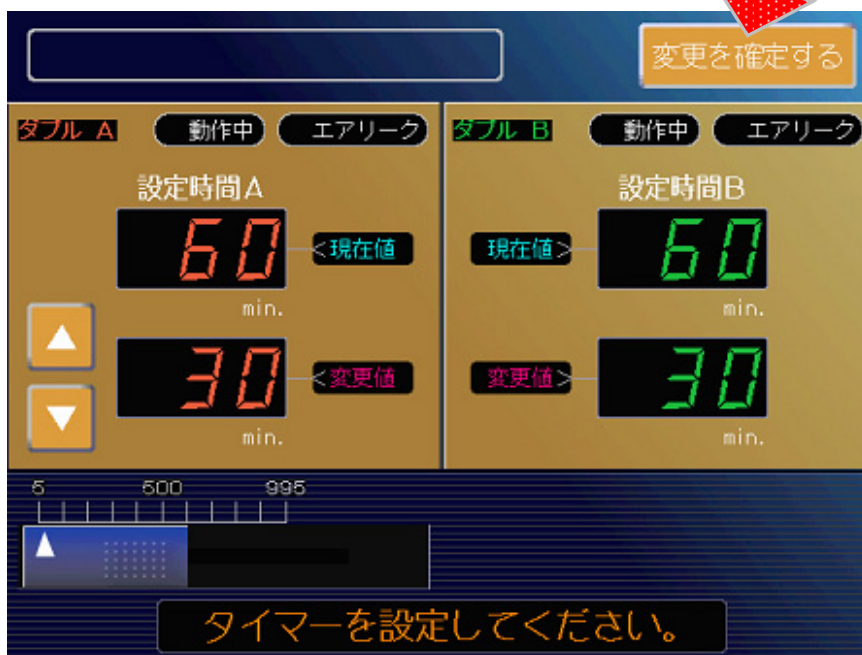 変更を確定する
ダブル A 動作中 エアリーク
ダブル B 動作中 エアリーク
設定時間A
60 <現在値
min.
30 <変更値
min.
設定時間B
現在値> 60
min.
変更値> 30
min.
5 500 995
タイマーを設定してください。